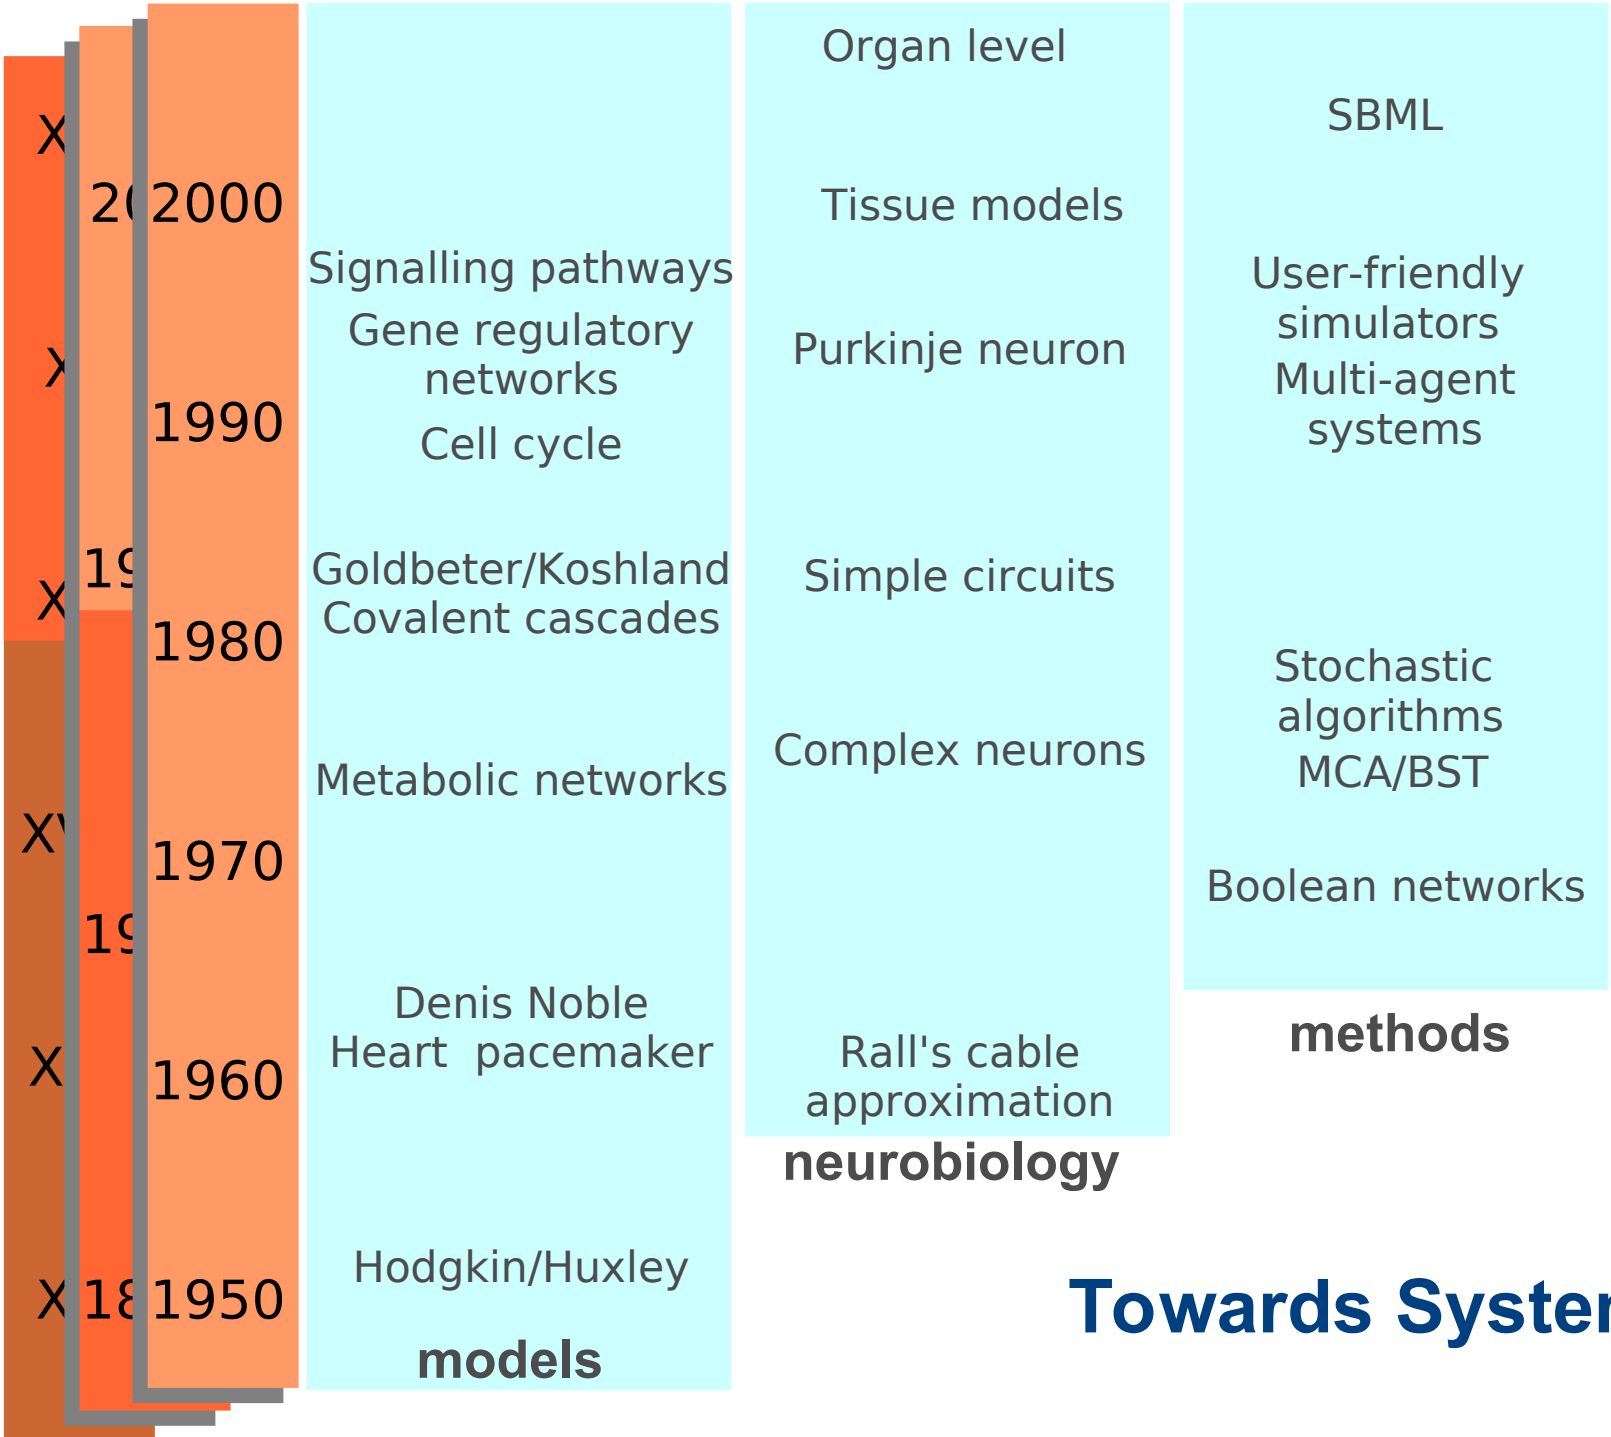 2000
1990
1980
1970
1960
1950
Signalling pathways
Gene regulatory
networks
Cell cycle
Goldbeter/Koshland
Covalent cascades
Metabolic networks
Denis Noble
Heart pacemaker
Hodgkin/Huxley
models
Organ level
Tissue models
Purkinje neuron
Simple circuits
Complex neurons
Rall's cable
approximation
neurobiology
SBML
User-friendly
simulators
Multi-agent
systems
Stochastic
algorithms
MCA/BST
Boolean networks
methods
Towards